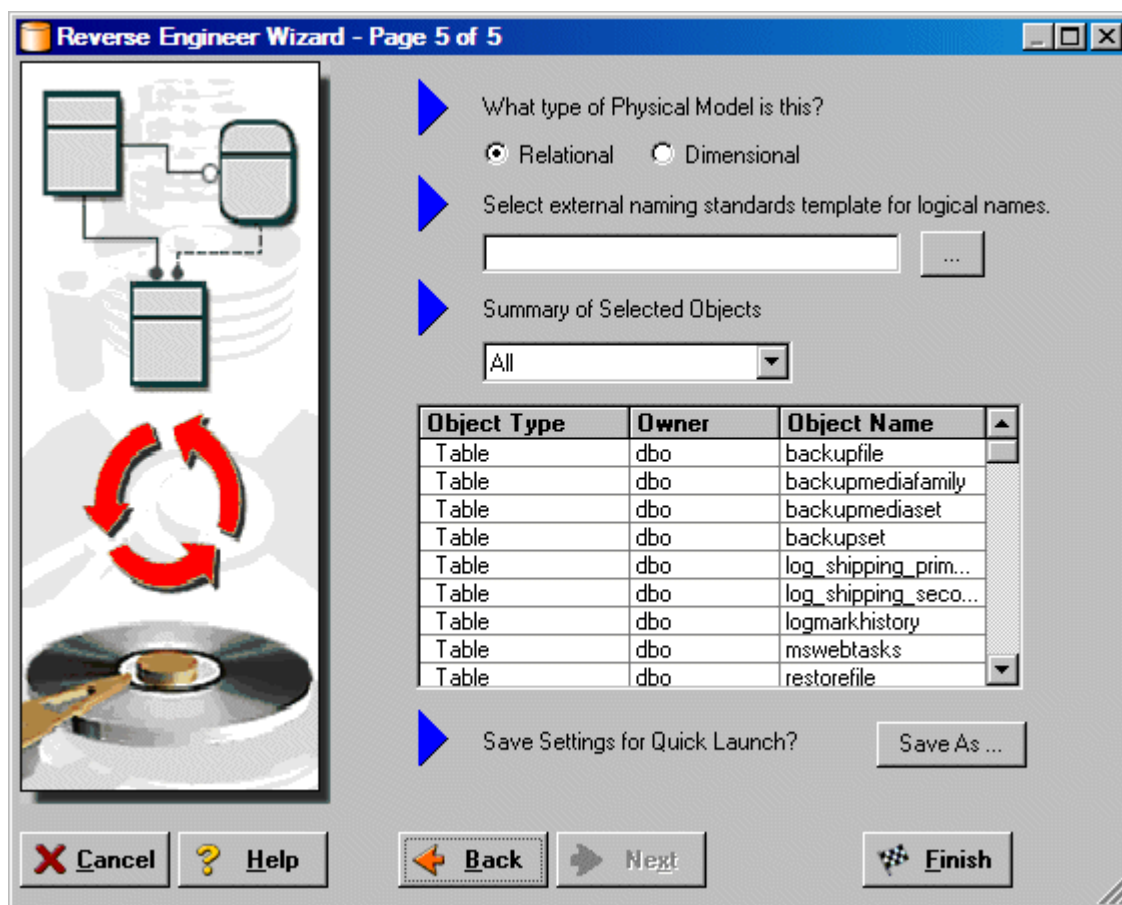 Reverse Engineer Wizard - Page 5 of 5
What type of Physical Model is this?
Relational Dimensional
Select external naming standards template for logical names.
...
Summary of Selected Objects
All
Object Type Owner Object Name
Table dbo backupfile
Table dbo backupmediafamily
Table dbo backupmediaset
Table dbo backupset
Table dbo log_shipping_prim...
Table dbo log_shipping_seco...
Table dbo logmarkhistory
Table dbo mswebtasks
Table dbo restorefile
Save Settings for Quick Launch? Save As ...
Cancel ? Help Back Next Finish